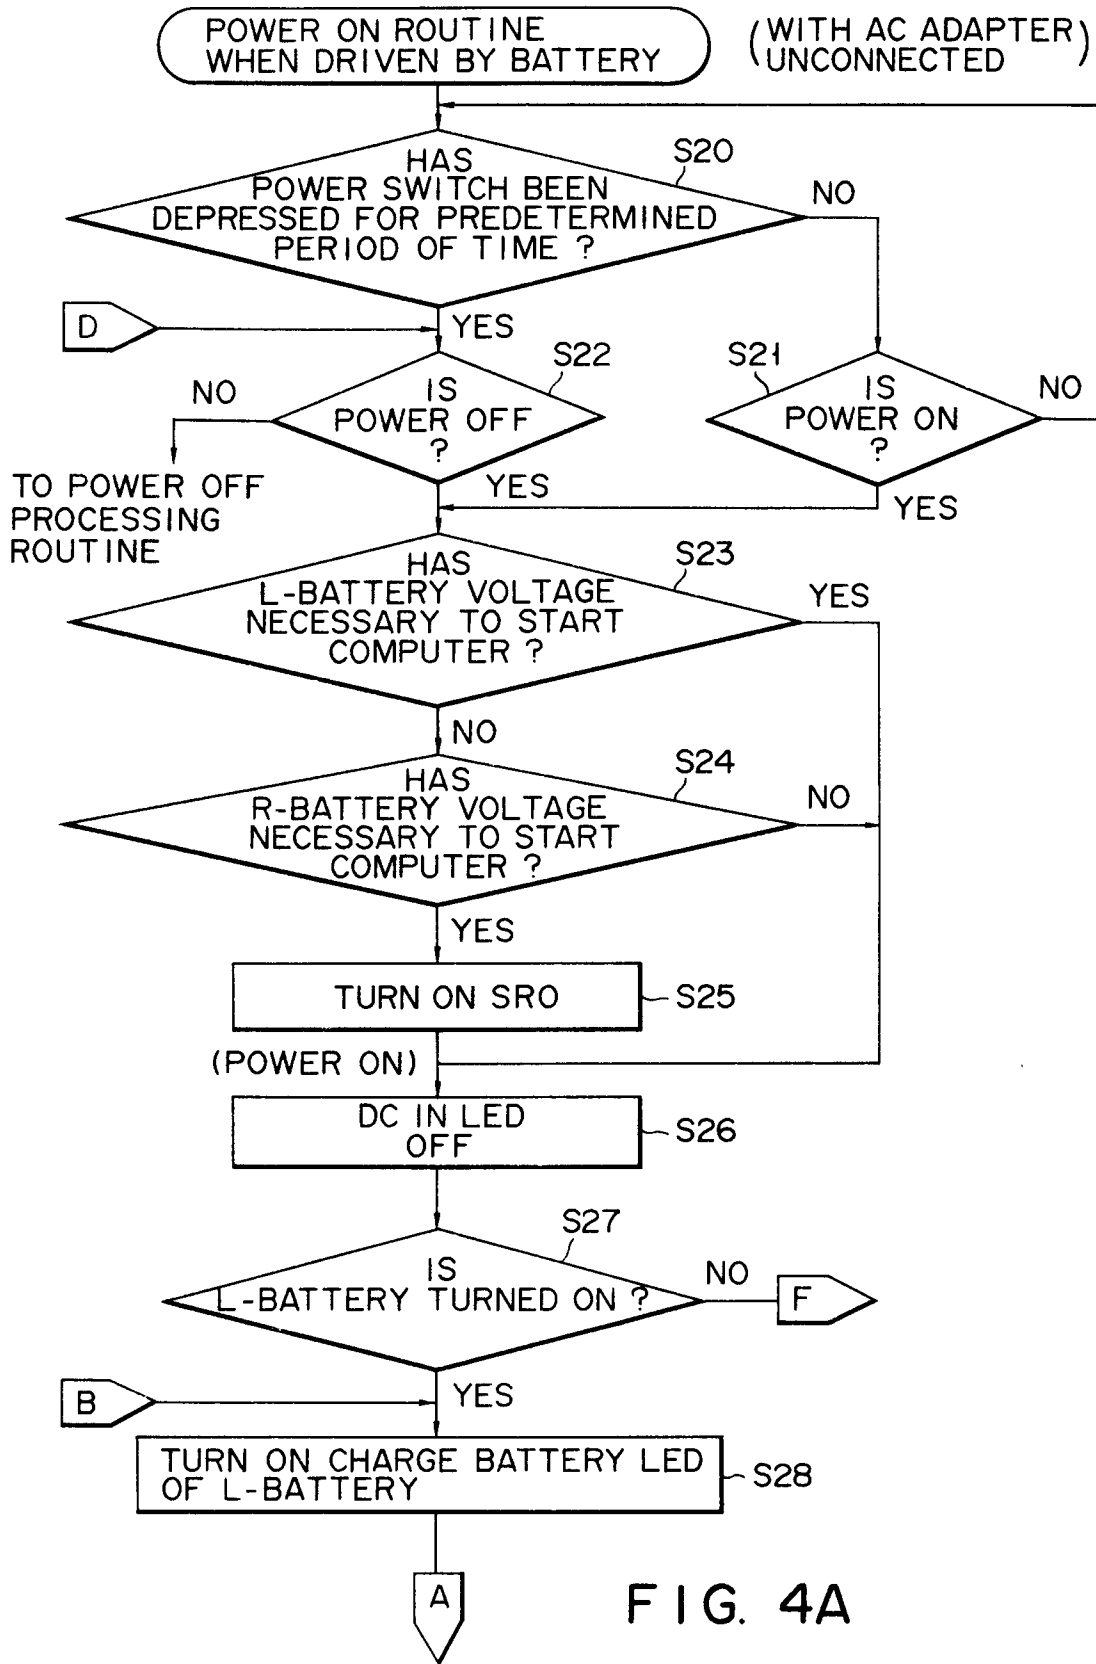 POWER ON ROUTINE
WHEN DRIVEN BY BATTERY
(WITH AC ADAPTER)
UNCONNECTED
S20
HAS
POWER SWITCH BEEN
DEPRESSED FOR PREDETERMINED
PERIOD OF TIME ?
NO
D
YES
S22
S21
NO
IS
POWER OFF
?
IS
POWER ON
?
NO
TO POWER OFF
PROCESSING
ROUTINE
YES
YES
S23
HAS
L-BATTERY VOLTAGE
NECESSARY TO START
COMPUTER ?
YES
NO
S24
HAS
R-BATTERY VOLTAGE
NECESSARY TO START
COMPUTER ?
NO
YES
TURN ON SRO
S25
(POWER ON)
DC IN LED
OFF
S26
S27
IS
L-BATTERY TURNED ON ?
NO
F
B
YES
TURN ON CHARGE BATTERY LED
OF L-BATTERY
S28
A
FIG. 4A